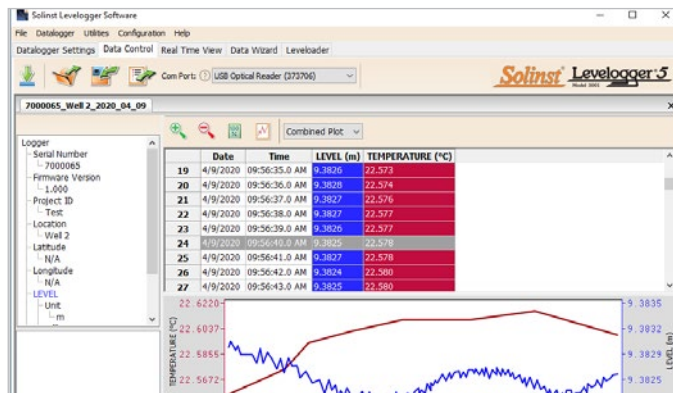 Solinst Levelogger Software
File Datalogger Utilities Configuration Help
Datalogger Settings Data Control Real Time View Data Wizard Leveloader
Com Port: USB Optical Reader (373706)
Solinst Levelogger 5
Model 3001
7000065_Well 2_2020_04_09
Combined Plot
Logger
Serial Number
7000065
Firmware Version
1.000
Project ID
Test
Location
Well 2
Latitude
N/A
Longitude
N/A
LEVEL
Unit
m
Date Time LEVEL (m) TEMPERATURE (°C)
19 4/9/2020 09:56:35.0 AM 9.3826 22.573
20 4/9/2020 09:56:36.0 AM 9.3828 22.574
21 4/9/2020 09:56:37.0 AM 9.3827 22.576
22 4/9/2020 09:56:38.0 AM 9.3827 22.577
23 4/9/2020 09:56:39.0 AM 9.3826 22.577
24 4/9/2020 09:56:40.0 AM 9.3825 22.578
25 4/9/2020 09:56:41.0 AM 9.3827 22.578
26 4/9/2020 09:56:42.0 AM 9.3824 22.580
27 4/9/2020 09:56:43.0 AM 9.3825 22.580
TEMPERATURE (°C)
22.6220
22.6037
22.5855
22.5672
9.3835
9.3832
9.3829
9.3825
LEVEL (m)